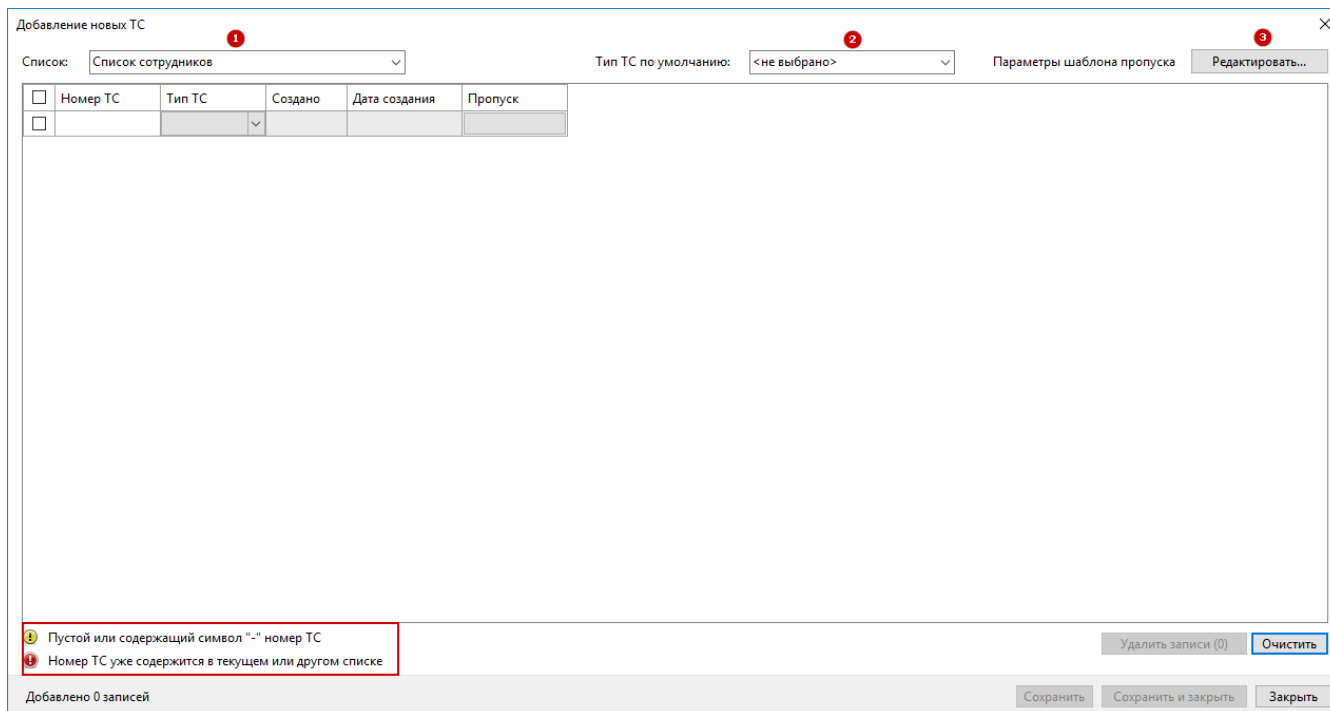 Добавление новых ТС
1 2 3
Список: Список сотрудников Тип ТС по умолчанию: <не выбрано> Параметры шаблона пропуска Редактировать...
Номер ТС Тип ТС Создано Дата создания Пропуск
! Пустой или содержащий символ "-" номер ТС
Удалить записи (0) Очистить
! Номер ТС уже содержится в текущем или другом списке
Добавлено 0 записей Сохранить Сохранить и закрыть Закрыть